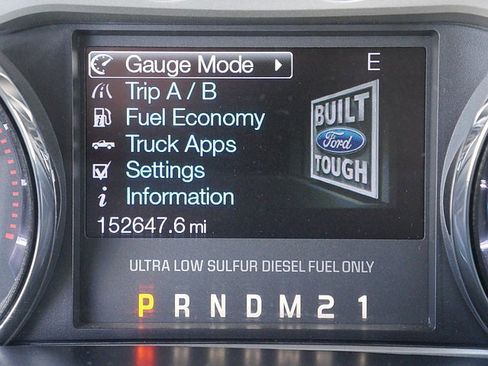 Gauge Mode
E
Trip A / B
Fuel Economy
Truck Apps
Settings
Information
BUILT
Ford
TOUGH
152647.6 mi
ULTRA LOW SULFUR DIESEL FUEL ONLY
P R N D M 2 1